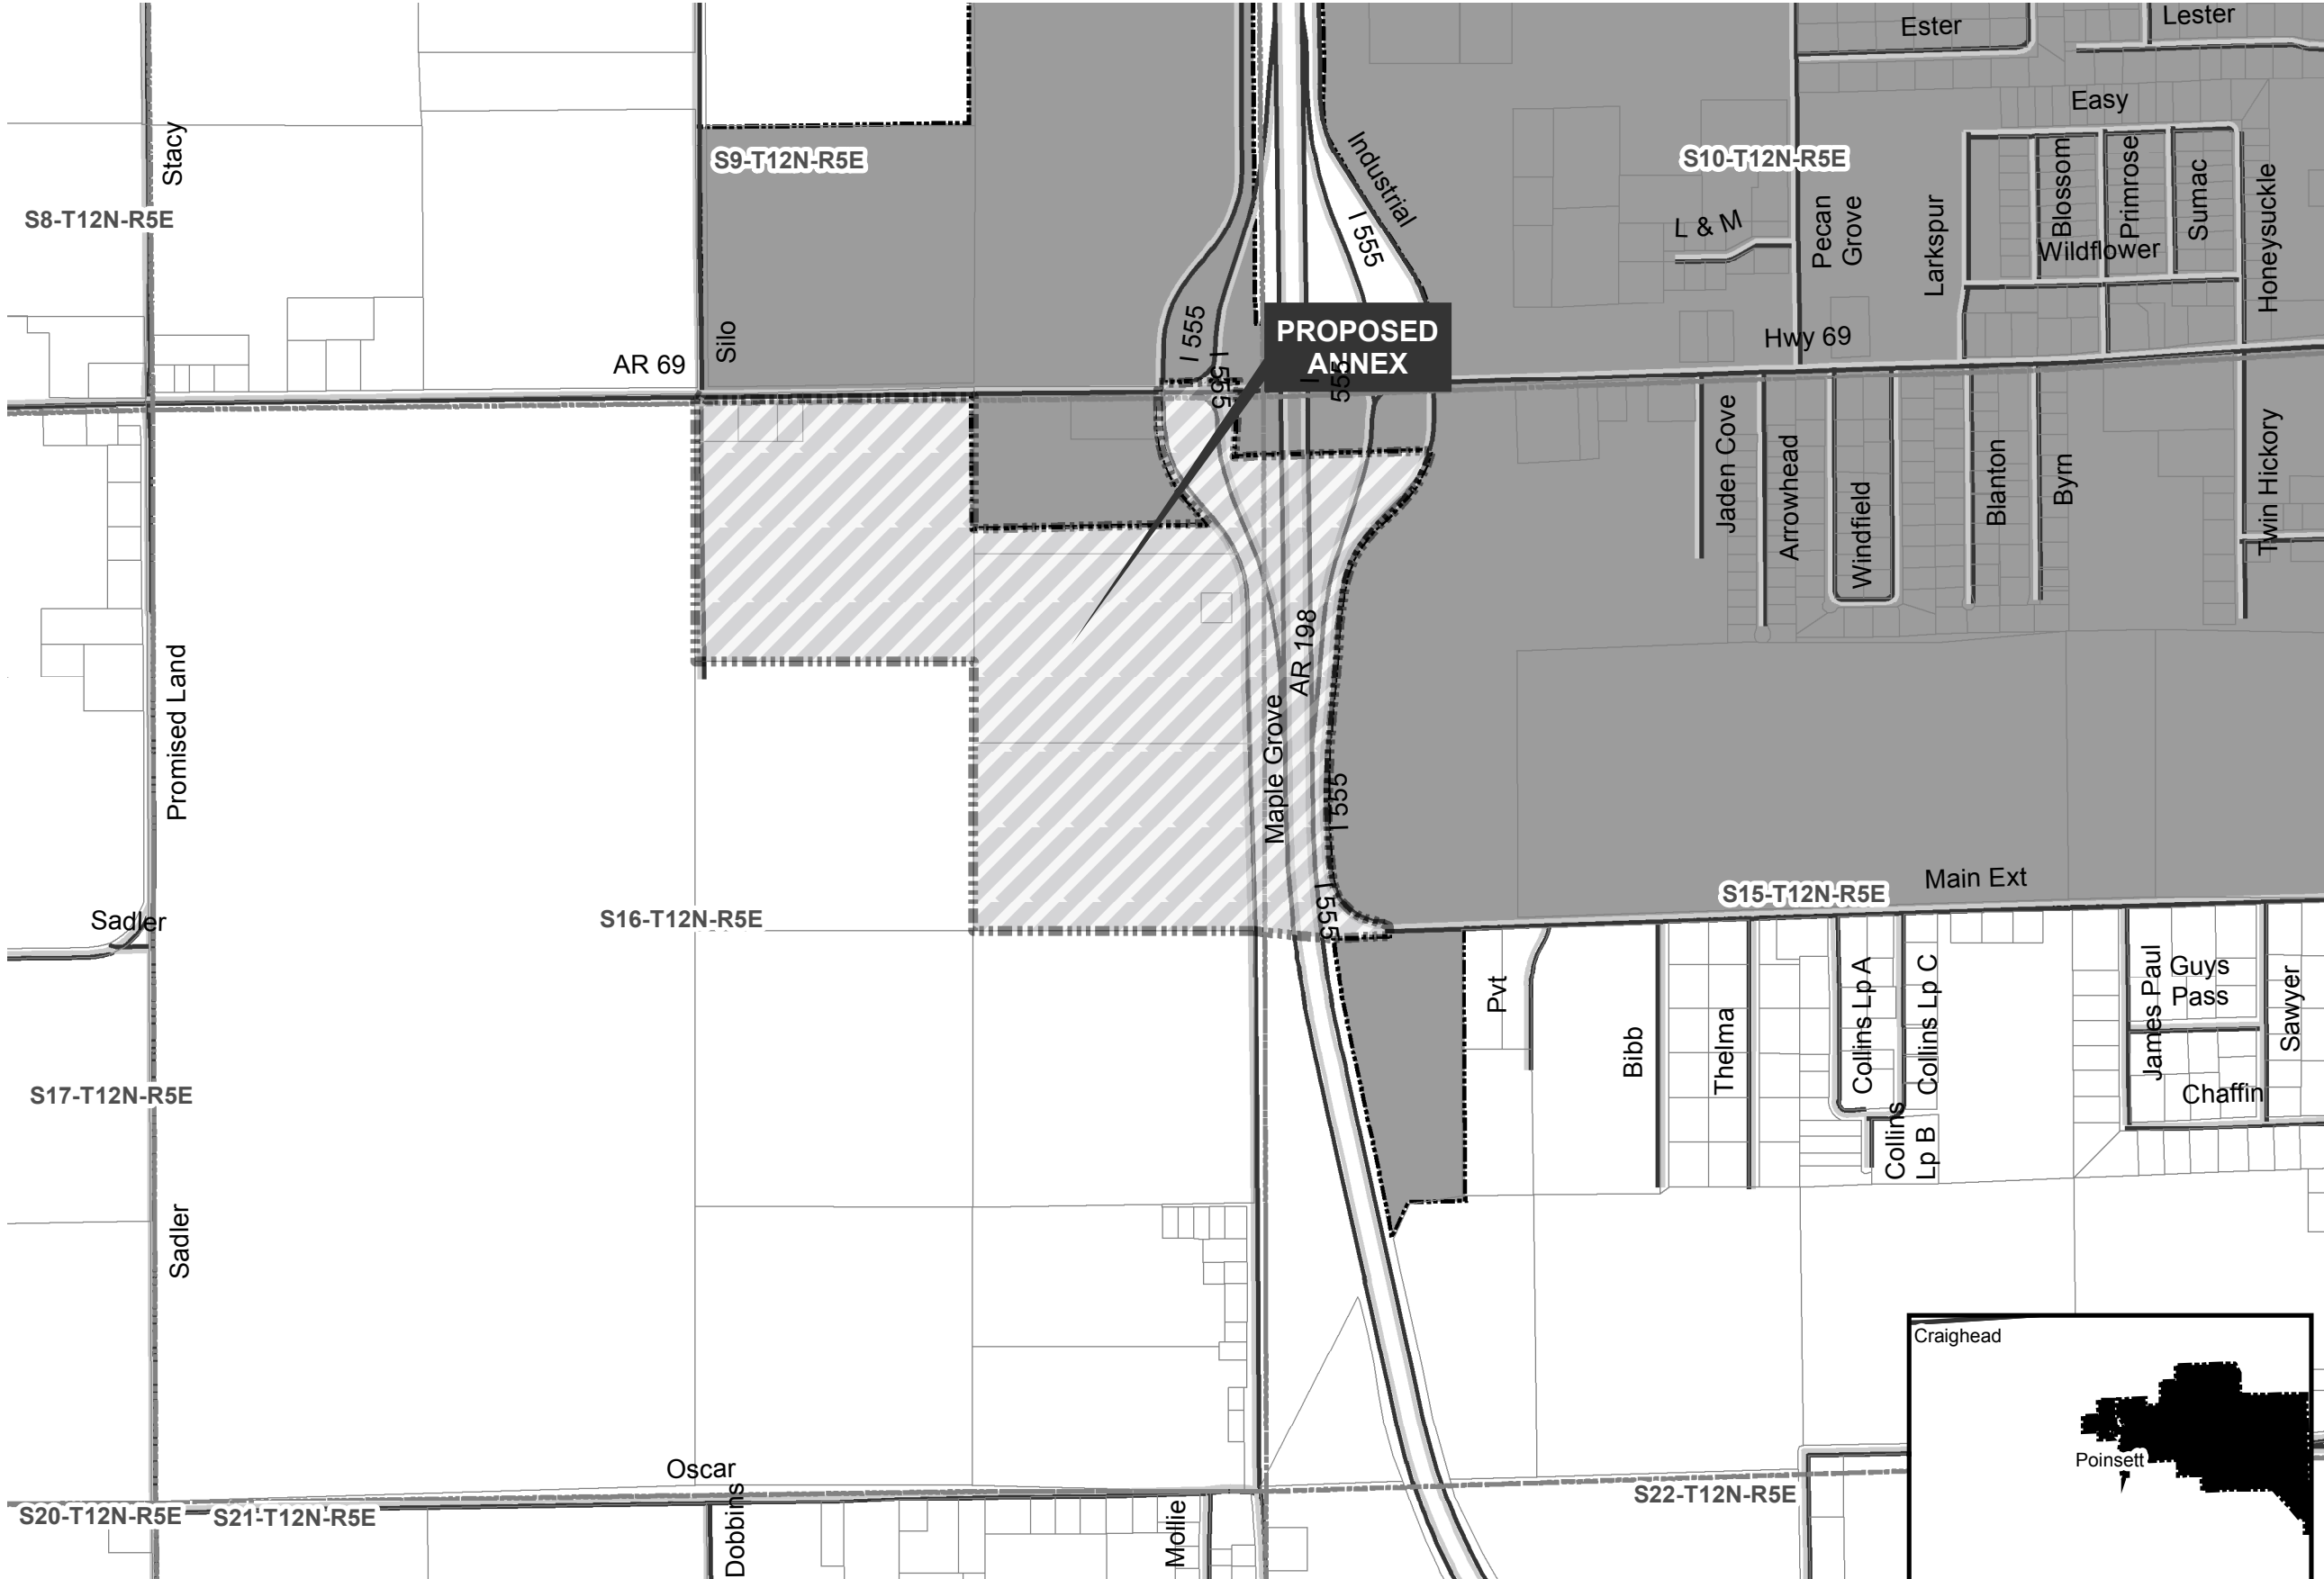 Ester
Lester
Easy
Stacy
S9-T12N-R5E
S10-T12N-R5E
Industrial
S8-T12N-R5E
I 555
L & M
Pecan
Grove
Larkspur
Blossom
Primrose
Sumac
Wildflower
Honeysuckle
AR 69
Silo
I 555
I 555
PROPOSED
ANNEX
I 555
Hwy 69
Jaden Cove
Arrowhead
Windfield
Blanton
Byrn
Twin Hickory
Promised Land
AR 198
Maple Grove
I 555
Sadler
S16-T12N-R5E
I 555
S15-T12N-R5E
Main Ext
Pvt
Bibb
Thelma
Collins Lp A
Collins Lp C
James Paul
Guys
Pass
Sawyer
Chaffin
Collins
Lp B
S17-T12N-R5E
Sadler
Craighead
Poinsett
Oscar
S20-T12N-R5E
S21-T12N-R5E
Dobbins
Mollie
S22-T12N-R5E